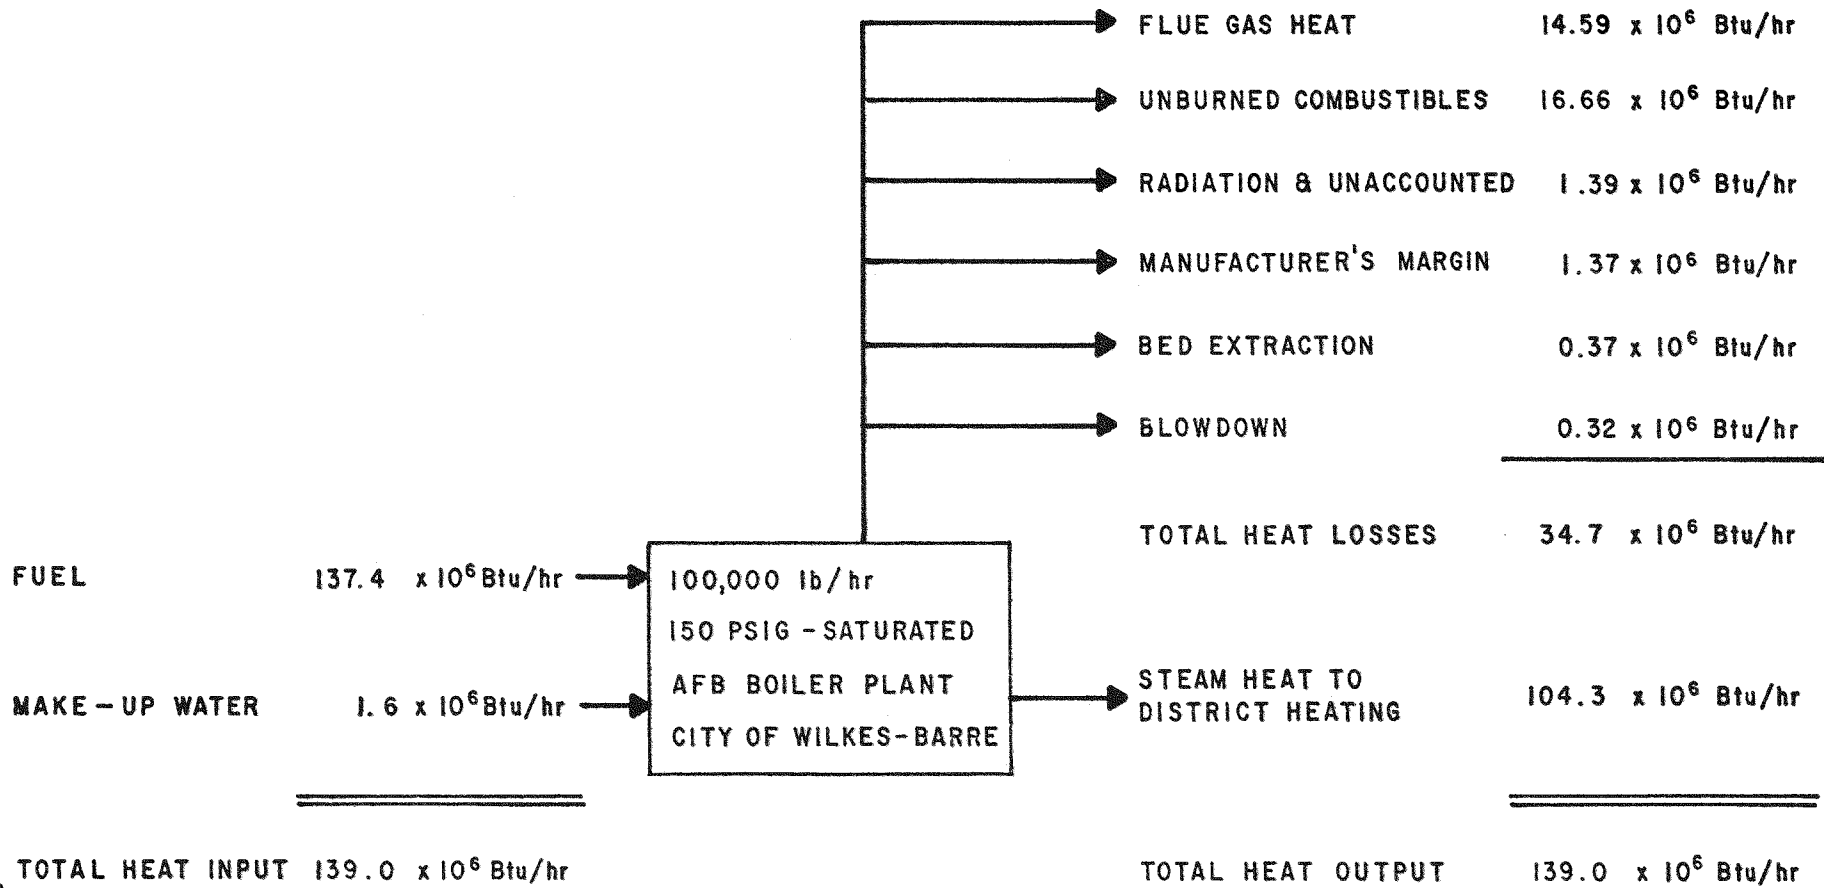 FLUE GAS HEAT 14.59 x 10⁶ Btu/hr
UNBURNED COMBUSTIBLES 16.66 x 10⁶ Btu/hr
RADIATION & UNACCOUNTED 1.39 x 10⁶ Btu/hr
MANUFACTURER'S MARGIN 1.37 x 10⁶ Btu/hr
BED EXTRACTION 0.37 x 10⁶ Btu/hr
BLOWDOWN 0.32 x 10⁶ Btu/hr
TOTAL HEAT LOSSES 34.7 x 10⁶ Btu/hr
FUEL 137.4 x 10⁶ Btu/hr
MAKE-UP WATER 1.6 x 10⁶ Btu/hr
100,000 lb/hr
150 PSIG - SATURATED
AFB BOILER PLANT
CITY OF WILKES-BARRE
STEAM HEAT TO
DISTRICT HEATING 104.3 x 10⁶ Btu/hr
TOTAL HEAT INPUT 139.0 x 10⁶ Btu/hr
TOTAL HEAT OUTPUT 139.0 x 10⁶ Btu/hr